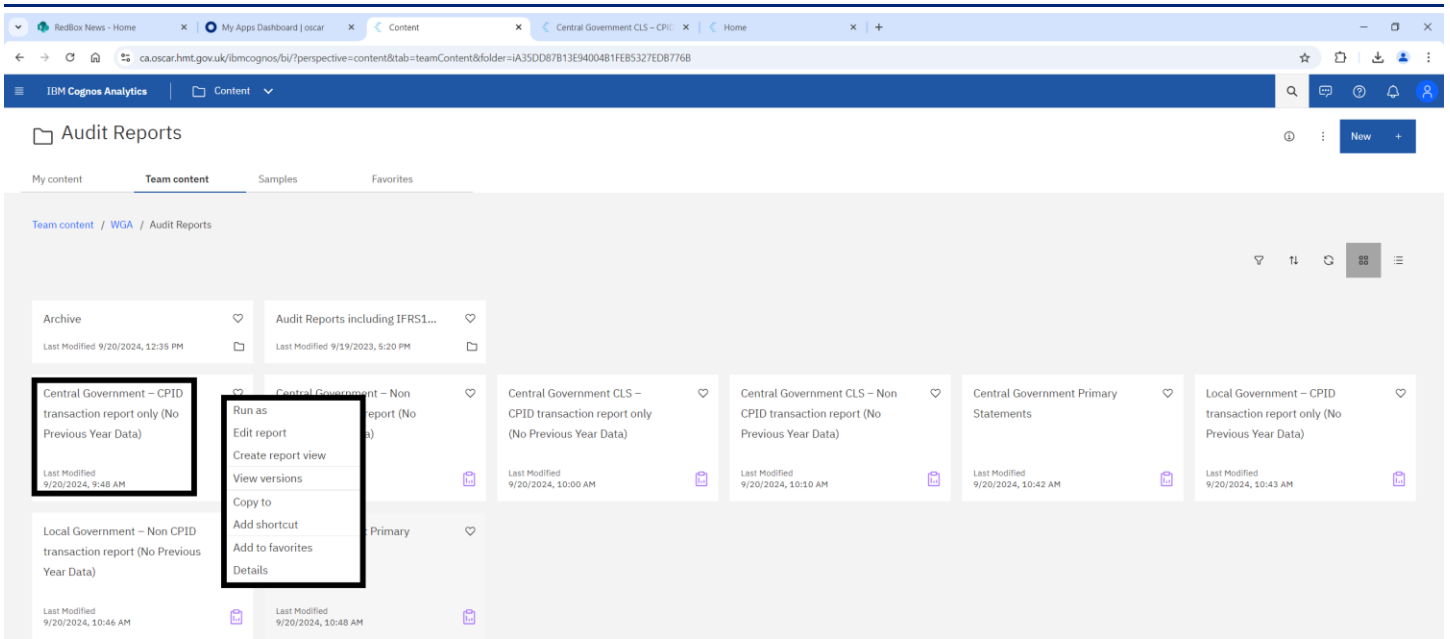 RedBox News - Home
My Apps Dashboard | oscar
Content
Central Government CLS – CPID
Home
ca.oscar.hmt.gov.uk/ibmcognos/bi/?perspective=content&tab=teamContent&folder=iA35DD87B13E94004B1FEB5327EDB776B
IBM Cognos Analytics
Content
Audit Reports
New +
My content
Team content
Samples
Favorites
Team content / WGA / Audit Reports
Archive
Last Modified 9/20/2024, 12:35 PM
Audit Reports including IFRS1...
Last Modified 9/19/2023, 5:20 PM
Central Government – CPID
transaction report only (No
Previous Year Data)
Last Modified
9/20/2024, 9:48 AM
Central Government – Non
report (No
a)
Run as
Edit report
Create report view
View versions
Copy to
Add shortcut
Add to favorites
Details
Central Government CLS –
CPID transaction report only
(No Previous Year Data)
Last Modified
9/20/2024, 10:00 AM
Central Government CLS – Non
CPID transaction report (No
Previous Year Data)
Last Modified
9/20/2024, 10:10 AM
Central Government Primary
Statements
Last Modified
9/20/2024, 10:42 AM
Local Government – CPID
transaction report only (No
Previous Year Data)
Last Modified
9/20/2024, 10:43 AM
Local Government – Non CPID
transaction report (No Previous
Year Data)
Last Modified
9/20/2024, 10:46 AM
Primary
Last Modified
9/20/2024, 10:48 AM